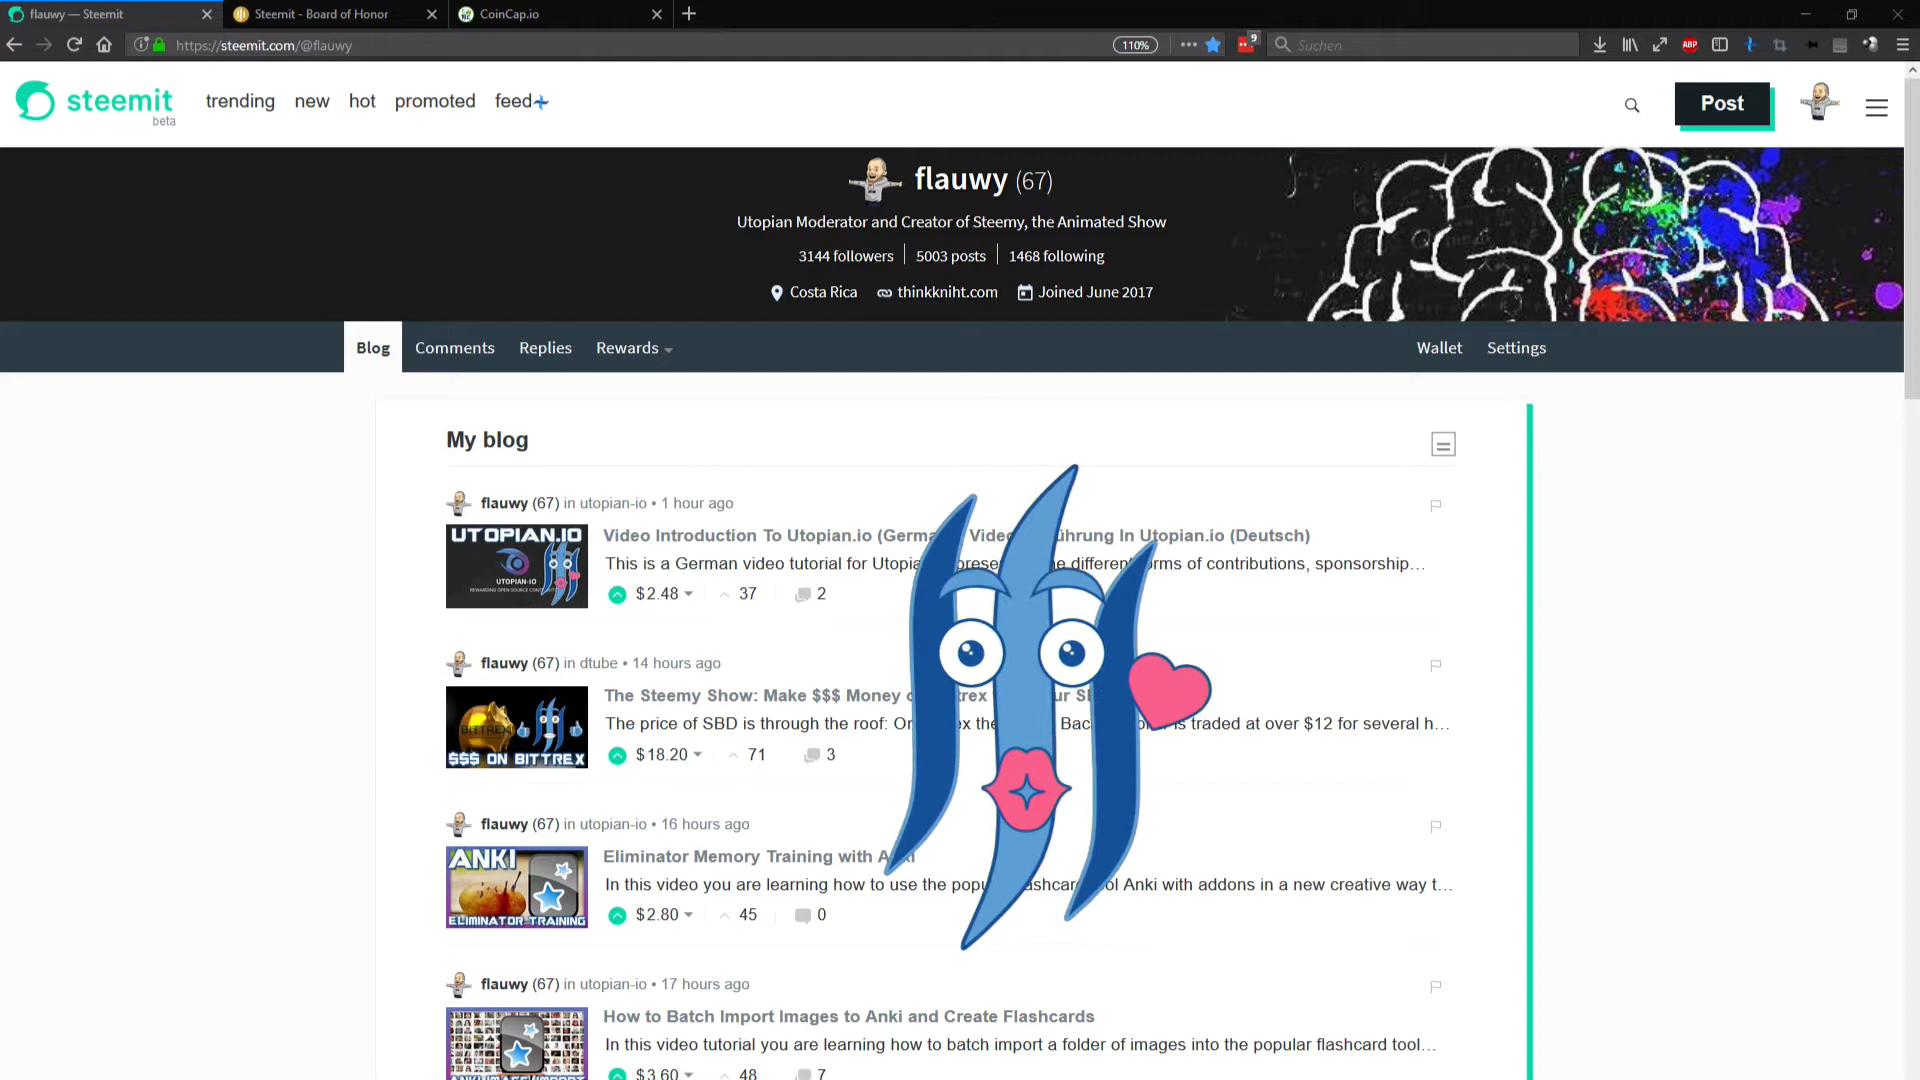 flauwy — Steemit
Steemit - Board of Honor
CoinCap.io
https://steemit.com/@flauwy
110%
9
Suchen
ABP
steemit
beta
trending new hot promoted feed
Post
flauwy (67)
Utopian Moderator and Creator of Steemy, the Animated Show
3144 followers 5003 posts 1468 following
Costa Rica thinkkniht.com Joined June 2017
Blog Comments Replies Rewards Wallet Settings
My blog
flauwy (67) in utopian-io • 1 hour ago
UTOPIAN.IO
UTOPIAN-IO
Video Introduction To Utopian.io In Utopian.io (Deutsch)
This is a German video tutorial for of contributions, sponsorship…
$2.48 37 2
flauwy (67) in dtube • 14 hours ago
BITTREX
$$$ ON BITTREX
The Steemy Show: Make $$$ Money
The price of SBD is through the roof: is traded at over $12 for several h…
$18.20 71 3
flauwy (67) in utopian-io • 16 hours ago
ANKI
ELIMINATOR TRAINING
Eliminator Memory Training with
In this video you are learning how to use the Anki with addons in a new creative way t…
$2.80 45 0
flauwy (67) in utopian-io • 17 hours ago
How to Batch Import Images to Anki and Create Flashcards
In this video tutorial you are learning how to batch import a folder of images into the popular flashcard tool…
$3.60 48 7